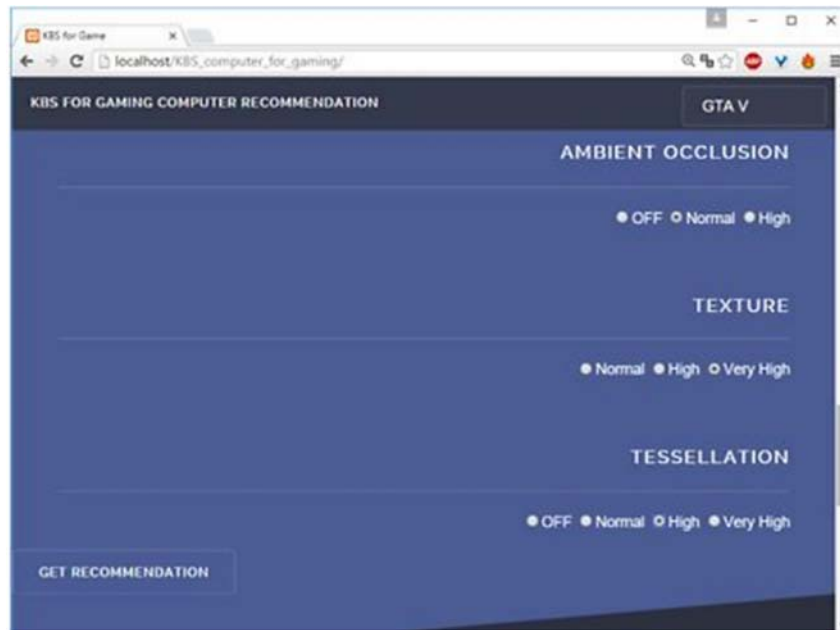 KBS for Game
localhost/KBS_computer_for_gaming/
KBS FOR GAMING COMPUTER RECOMMENDATION
GTA V
AMBIENT OCCLUSION
OFF Normal High
TEXTURE
Normal High Very High
TESSELLATION
OFF Normal High Very High
GET RECOMMENDATION